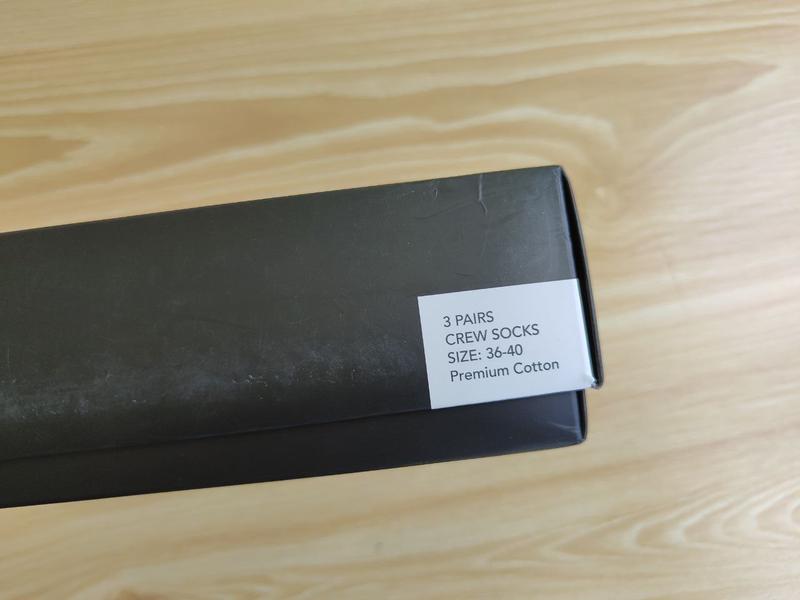 3 PAIRS
CREW SOCKS
SIZE: 36-40
Premium Cotton